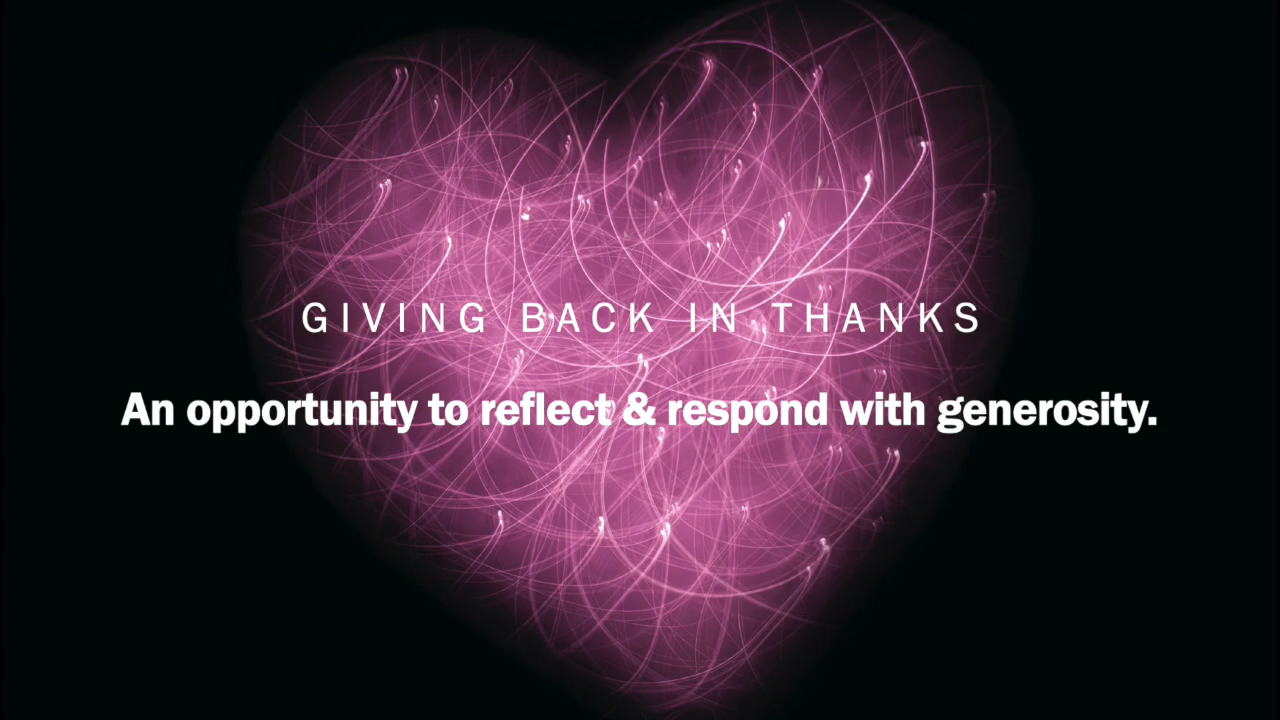 GIVING BACK IN THANKS
An opportunity to reflect & respond with generosity.